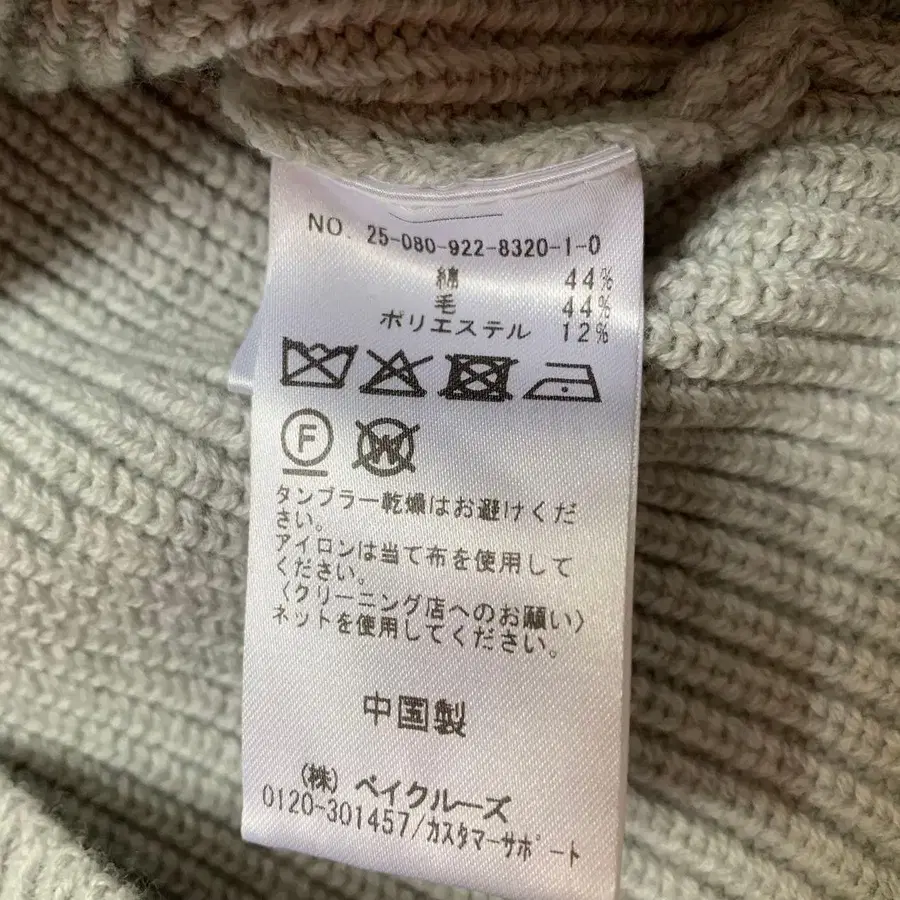 NO. 25-080-922-8320-1-0
綿 44%
毛 44%
ポリエステル 12%
F W
タンブラー乾燥はお避けくだ
さい。
アイロンは当て布を使用して
ください。
〈クリーニング店へのお願い〉
ネットを使用してください。
中国製
(株) ベイクルーズ
0120-301457/カスタマーサポート